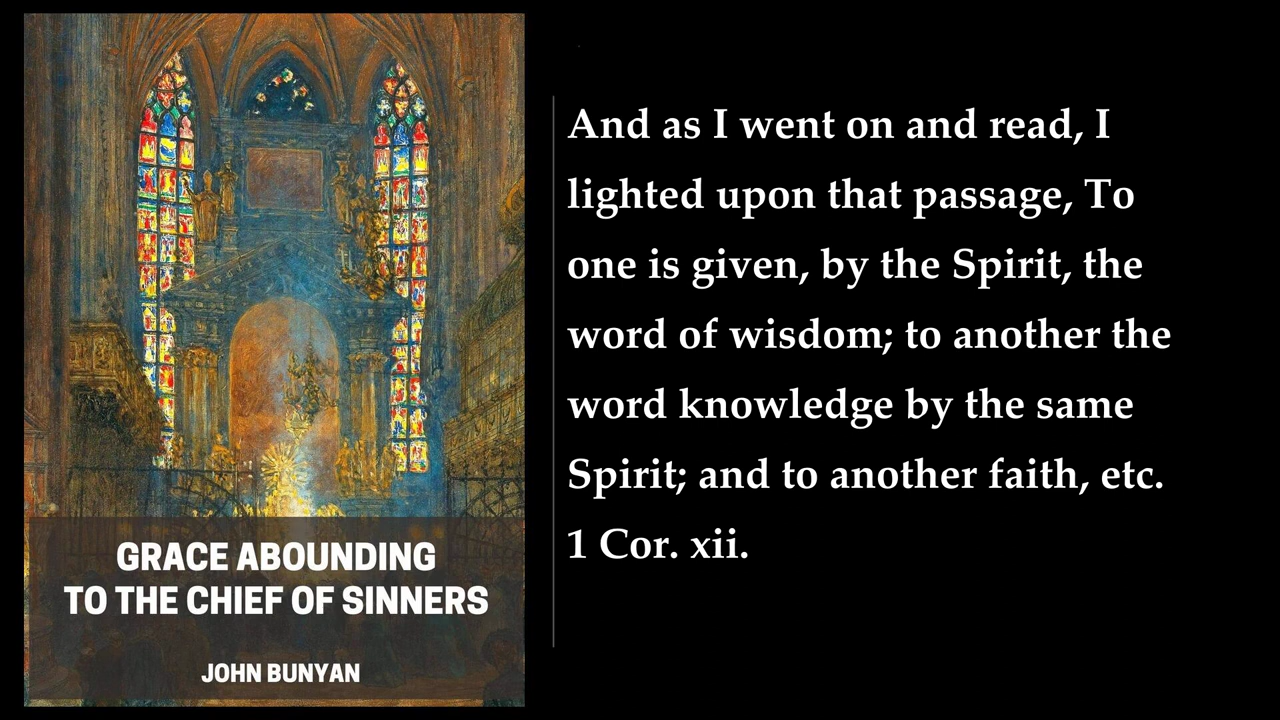 GRACE ABOUNDING
TO THE CHIEF OF SINNERS
JOHN BUNYAN
And as I went on and read, I
lighted upon that passage, To
one is given, by the Spirit, the
word of wisdom; to another the
word knowledge by the same
Spirit; and to another faith, etc.
1 Cor. xii.